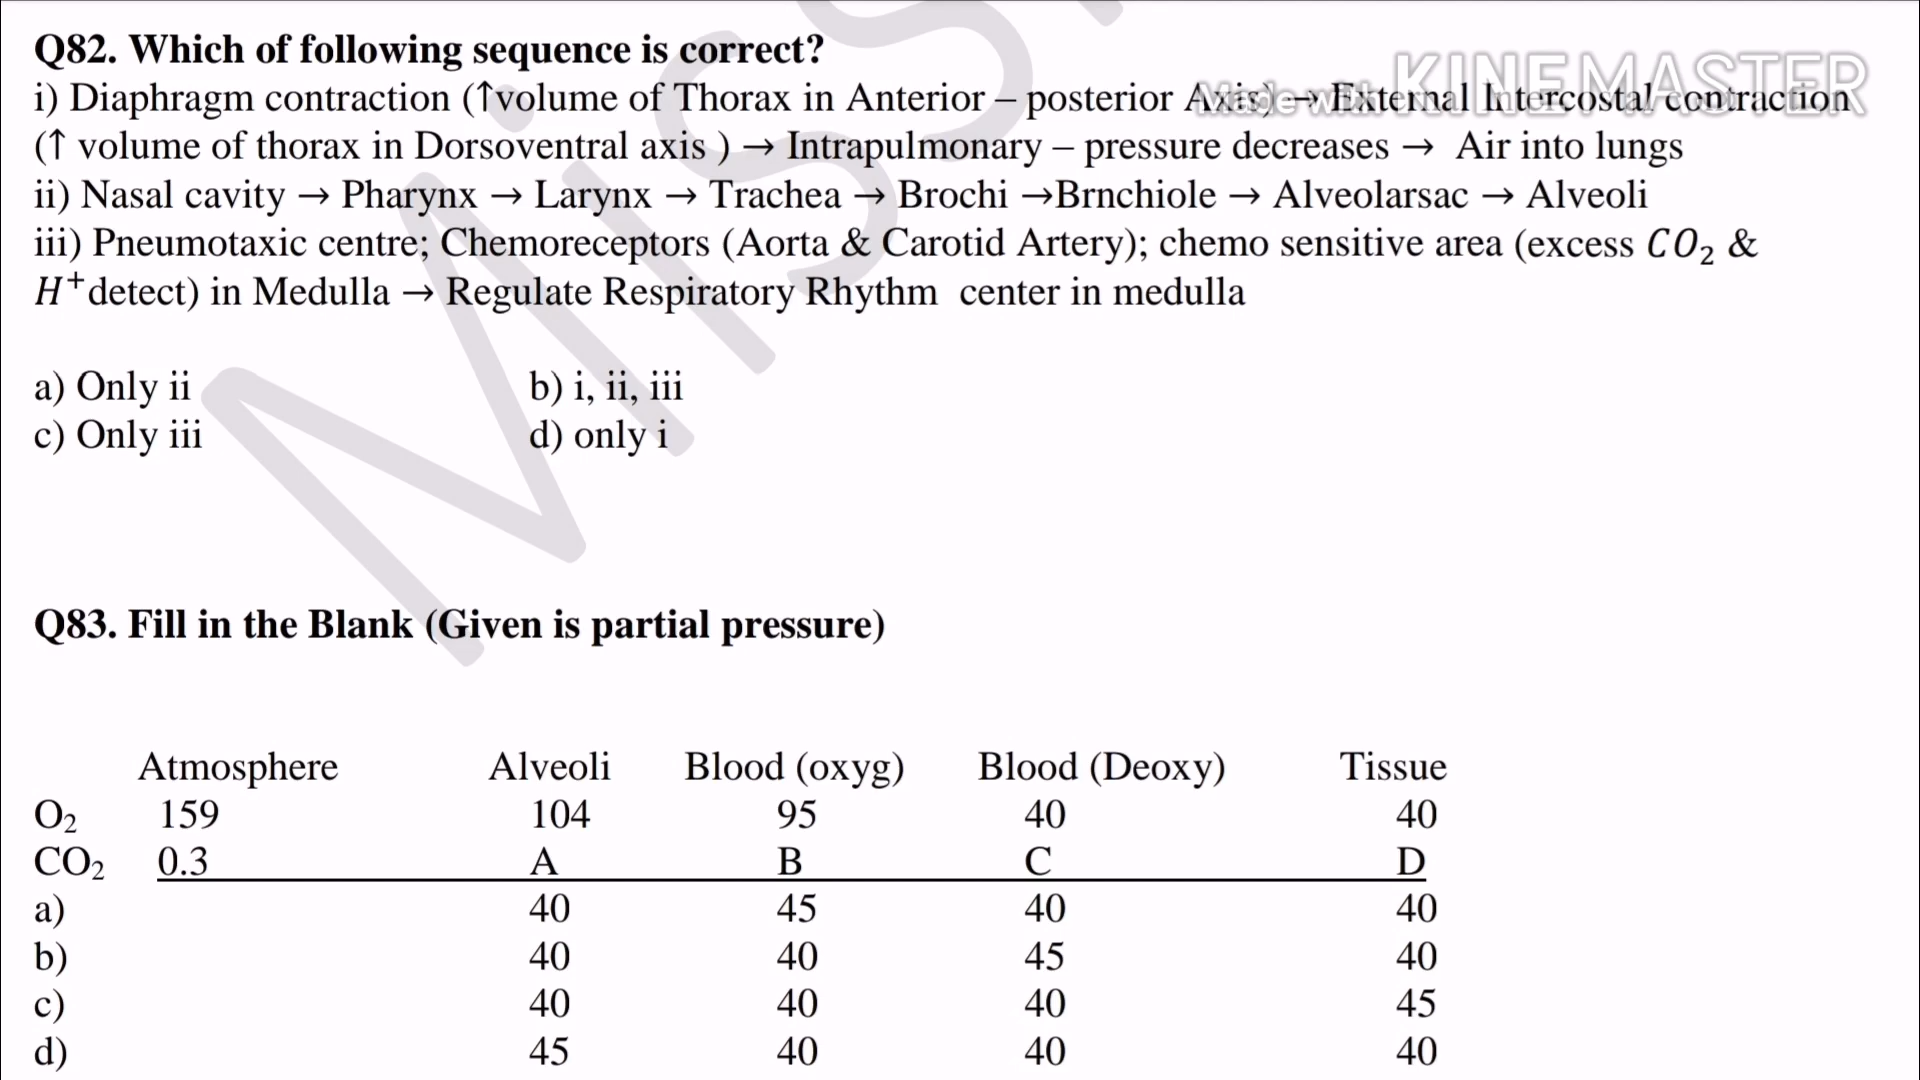 Q82. Which of following sequence is correct?
i) Diaphragm contraction (↑volume of Thorax in Anterior – posterior Axis) → External Intercostal contraction
Made with KINEMASTER
(↑ volume of thorax in Dorsoventral axis ) → Intrapulmonary – pressure decreases → Air into lungs
ii) Nasal cavity → Pharynx → Larynx → Trachea → Brochi →Brnchiole → Alveolarsac → Alveoli
iii) Pneumotaxic centre; Chemoreceptors (Aorta & Carotid Artery); chemo sensitive area (excess CO₂ &
H⁺detect) in Medulla → Regulate Respiratory Rhythm center in medulla
a) Only ii b) i, ii, iii
c) Only iii d) only i
Q83. Fill in the Blank (Given is partial pressure)
Atmosphere Alveoli Blood (oxyg) Blood (Deoxy) Tissue
O₂ 159 104 95 40 40
CO₂ 0.3 A B C D
a) 40 45 40 40
b) 40 40 45 40
c) 40 40 40 45
d) 45 40 40 40